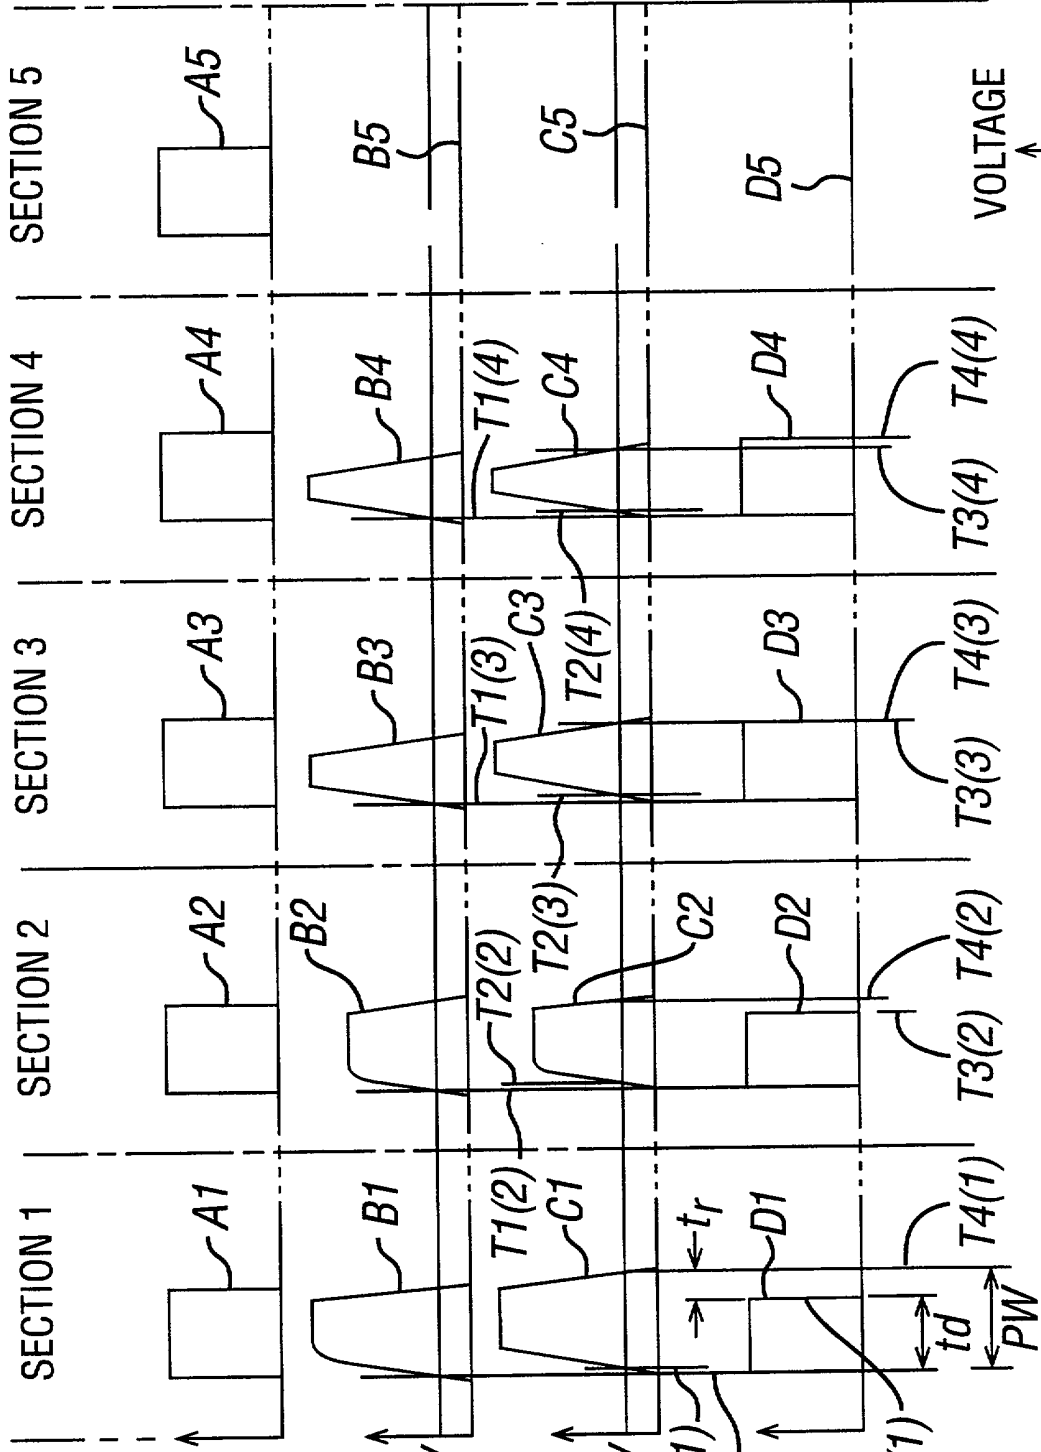 SECTION 1
SECTION 2
SECTION 3
SECTION 4
SECTION 5
A1
A2
A3
A4
A5
B1
B2
B3
B4
B5
T1(2)
T2(2)
T1(3)
T1(4)
C1
T2(3)
C3
T2(4)
C4
C5
tr
C2
D1
D2
D3
D4
D5
td
PW
T4(1)
T3(2)
T4(2)
T3(3)
T4(3)
T3(4)
T4(4)
VOLTAGE